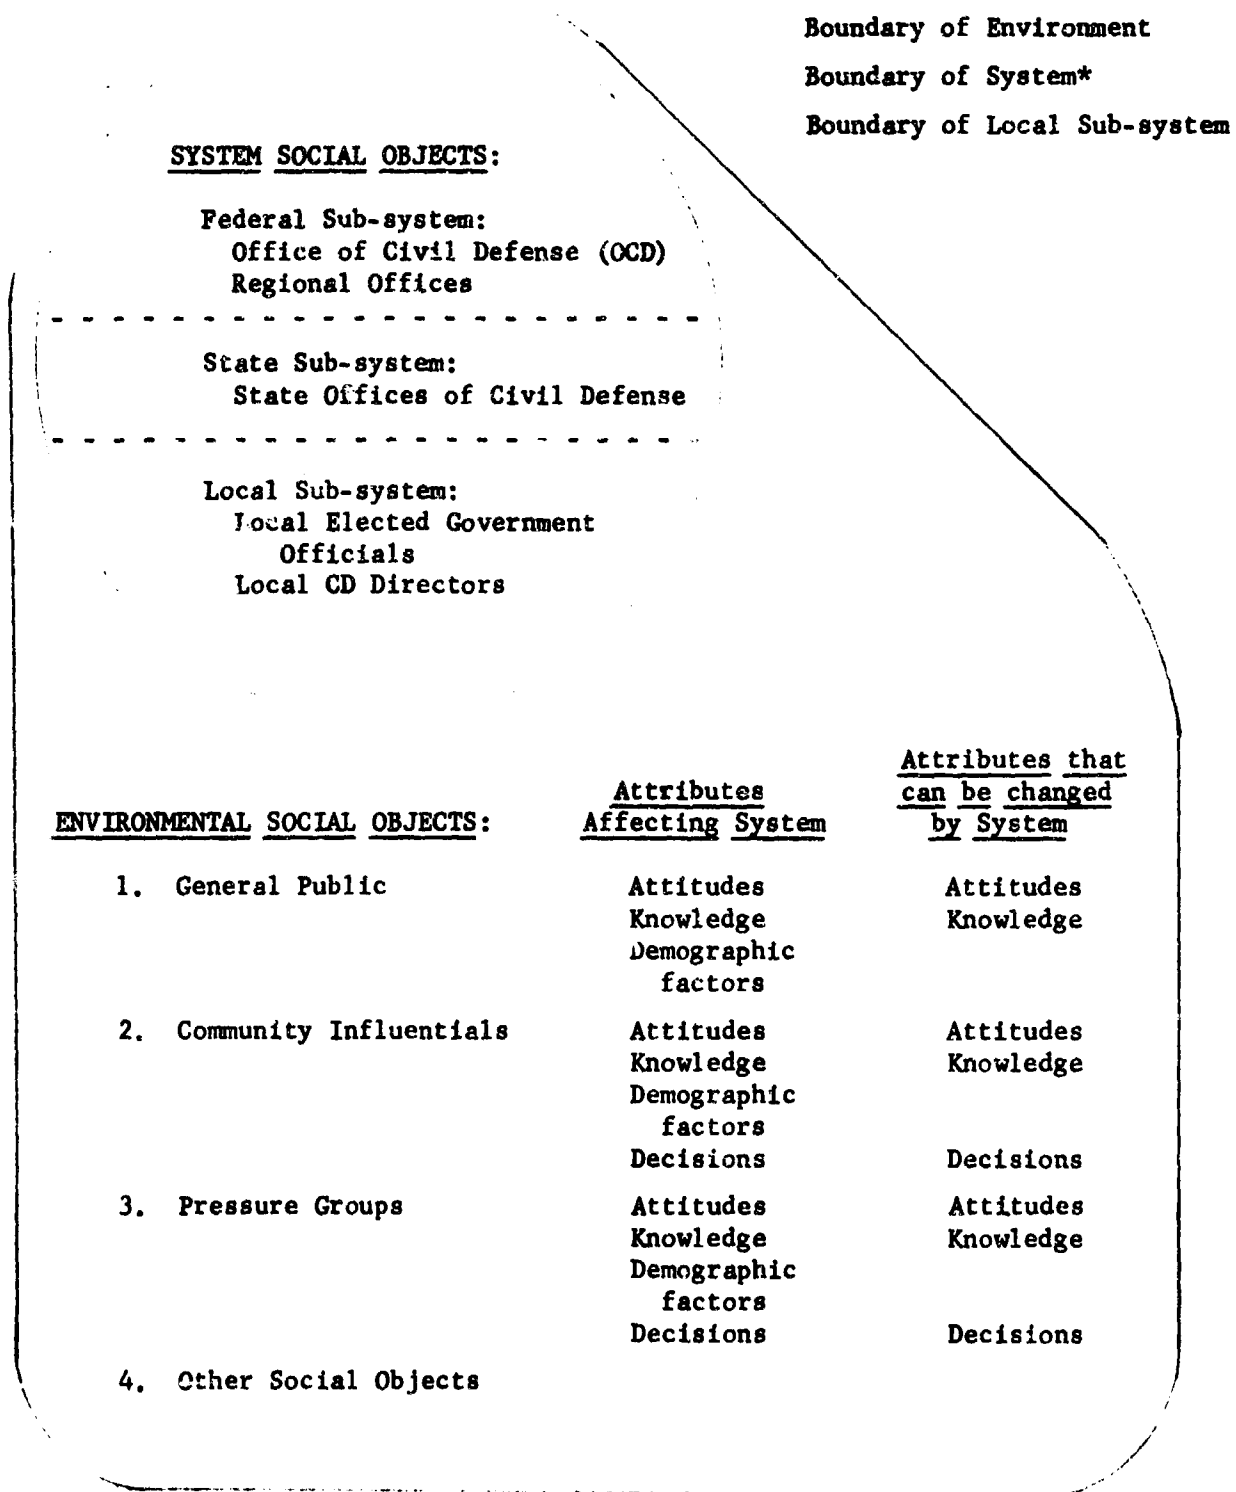 Boundary of Environment
Boundary of System*
Boundary of Local Sub-system
SYSTEM SOCIAL OBJECTS:
Federal Sub-system:
Office of Civil Defense (OCD)
Regional Offices
State Sub-system:
State Offices of Civil Defense
Local Sub-system:
Local Elected Government
Officials
Local CD Directors
ENVIRONMENTAL SOCIAL OBJECTS:
Attributes
Affecting System
Attributes that
can be changed
by System
1. General Public
Attitudes
Attitudes
Knowledge
Knowledge
Demographic
factors
2. Community Influentials
Attitudes
Attitudes
Knowledge
Knowledge
Demographic
factors
Decisions
Decisions
3. Pressure Groups
Attitudes
Attitudes
Knowledge
Knowledge
Demographic
factors
Decisions
Decisions
4. Other Social Objects